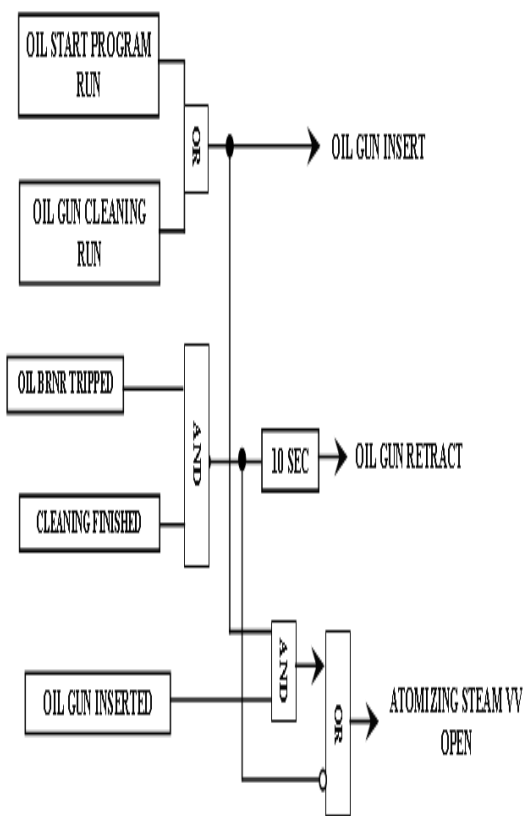 OIL START PROGRAM
RUN
OR
OIL GUN INSERT
OIL GUN CLEANING
RUN
OIL BRNR TRIPPED
AND
10 SEC
OIL GUN RETRACT
CLEANING FINISHED
AND
OIL GUN INSERTED
OR
ATOMIZING STEAM VV
OPEN